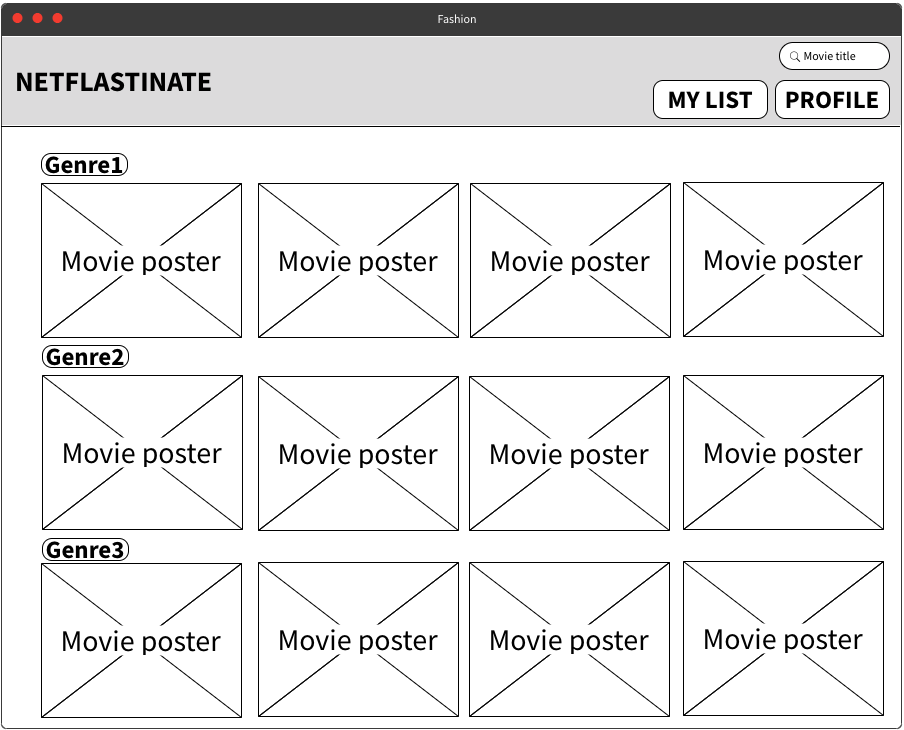 Fashion
Movie title
NETFLASTINATE
MY LIST
PROFILE
Genre1
Movie poster
Movie poster
Movie poster
Movie poster
Genre2
Movie poster
Movie poster
Movie poster
Movie poster
Genre3
Movie poster
Movie poster
Movie poster
Movie poster